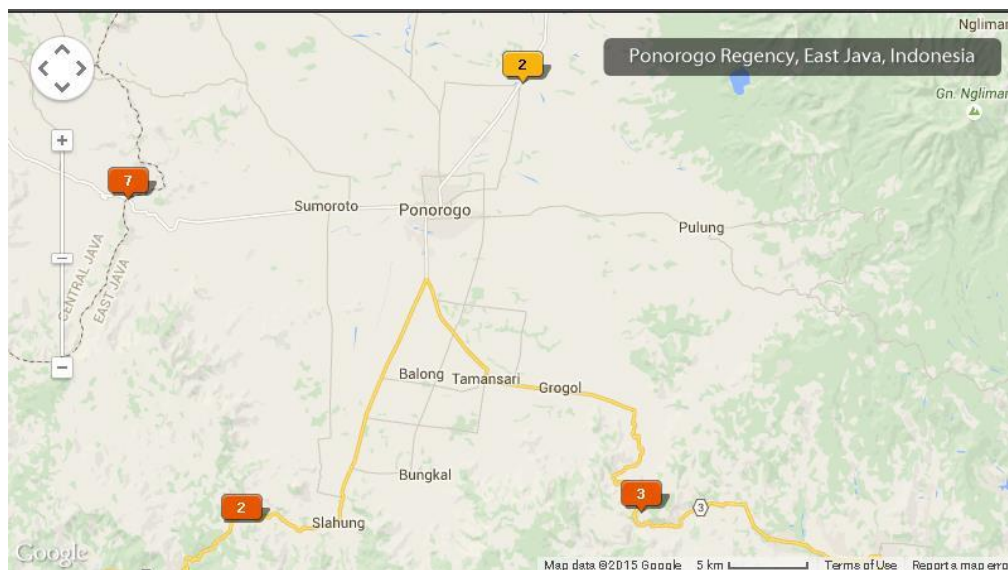 Nglimar
Ponorogo Regency, East Java, Indonesia
2
Gn. Nglimar
7
Sumoroto
Ponorogo
Pulung
CENTRAL JAVA
EAST JAVA
Balong
Tamansari
Grogol
Bungkal
3
2
3
Slahung
Google
Map data ©2015 Google
5 km
Terms of Use
Report a map erro